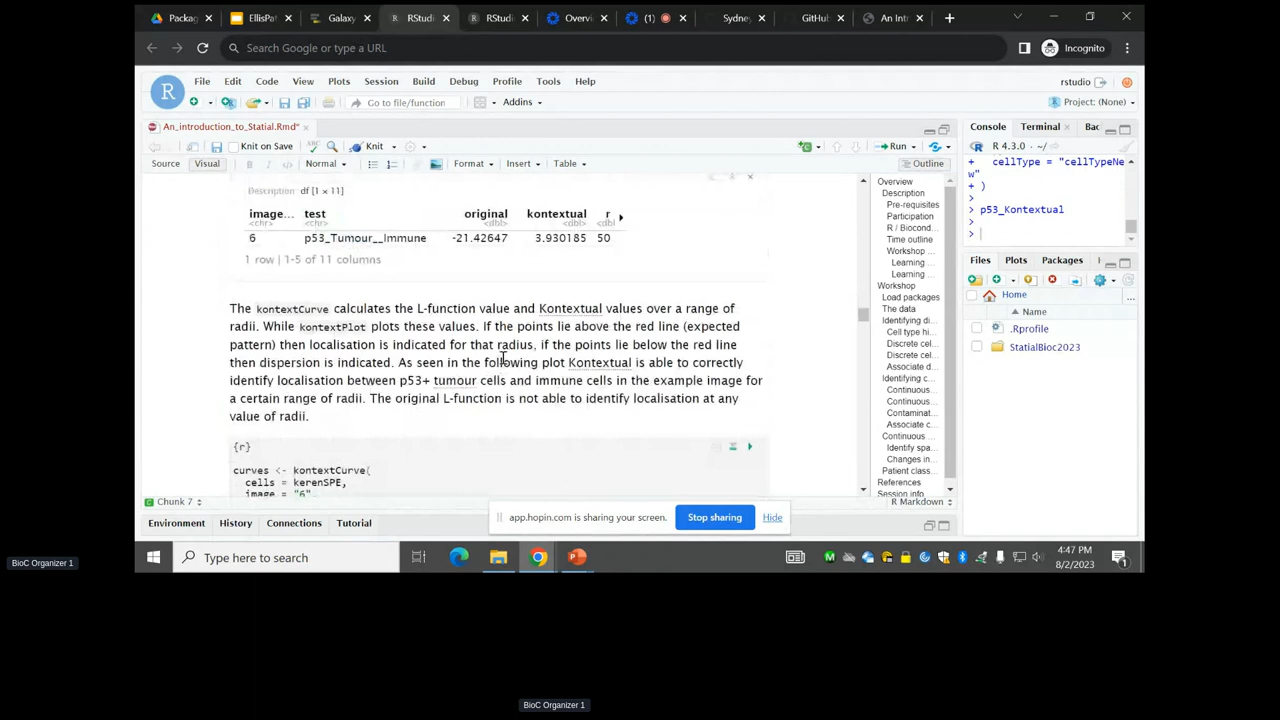 Packag
EllisPat
Galaxy
RStudi
RStudi
Overvi
(1)
Sydney
GitHub
An Intr
Search Google or type a URL
Incognito
R
File Edit Code View Plots Session Build Debug Profile Tools Help
rstudio
Go to file/function
Addins
Project: (None)
An_introduction_to_Statial.Rmd*
Knit on Save
Knit
Run
Source Visual
Normal
Format
Insert
Table
Outline
Description: df [1 × 11]
image... test original kontextual r
<chr> <chr> <dbl> <dbl> <dbl>
6 p53_Tumour__Immune -21.42647 3.930185 50
1 row | 1-5 of 11 columns
The kontextCurve calculates the L-function value and Kontextual values over a range of
radii. While kontextPlot plots these values. If the points lie above the red line (expected
pattern) then localisation is indicated for that radius, if the points lie below the red line
then dispersion is indicated. As seen in the following plot Kontextual is able to correctly
identify localisation between p53+ tumour cells and immune cells in the example image for
a certain range of radii. The original L-function is not able to identify localisation at any
value of radii.
{r}
curves <- kontextCurve(
cells = kerenSPE,
image = "6",
Chunk 7
R Markdown
Overview
Description
Pre-requisites
Participation
R / Biocond...
Time outline
Workshop ...
Learning ...
Learning ...
Workshop
Load packages
The data
Identifying di...
Cell type hi...
Discrete cel...
Discrete cel...
Associate d...
Identifying c...
Continuous...
Continuous...
Contaminat...
Associate c...
Continuous ...
Identify spa...
Changes in...
Patient class...
References
Session info
Console Terminal Bac
R 4.3.0 · ~/
+ cellType = "cellTypeNe
w"
+ )
>
> p53_Kontextual
>
>
Files Plots Packages
Home
...
Name
.Rprofile
StatialBioc2023
Environment History Connections Tutorial
app.hopin.com is sharing your screen.
Stop sharing
Hide
Type here to search
4:47 PM
8/2/2023
1
BioC Organizer 1
BioC Organizer 1